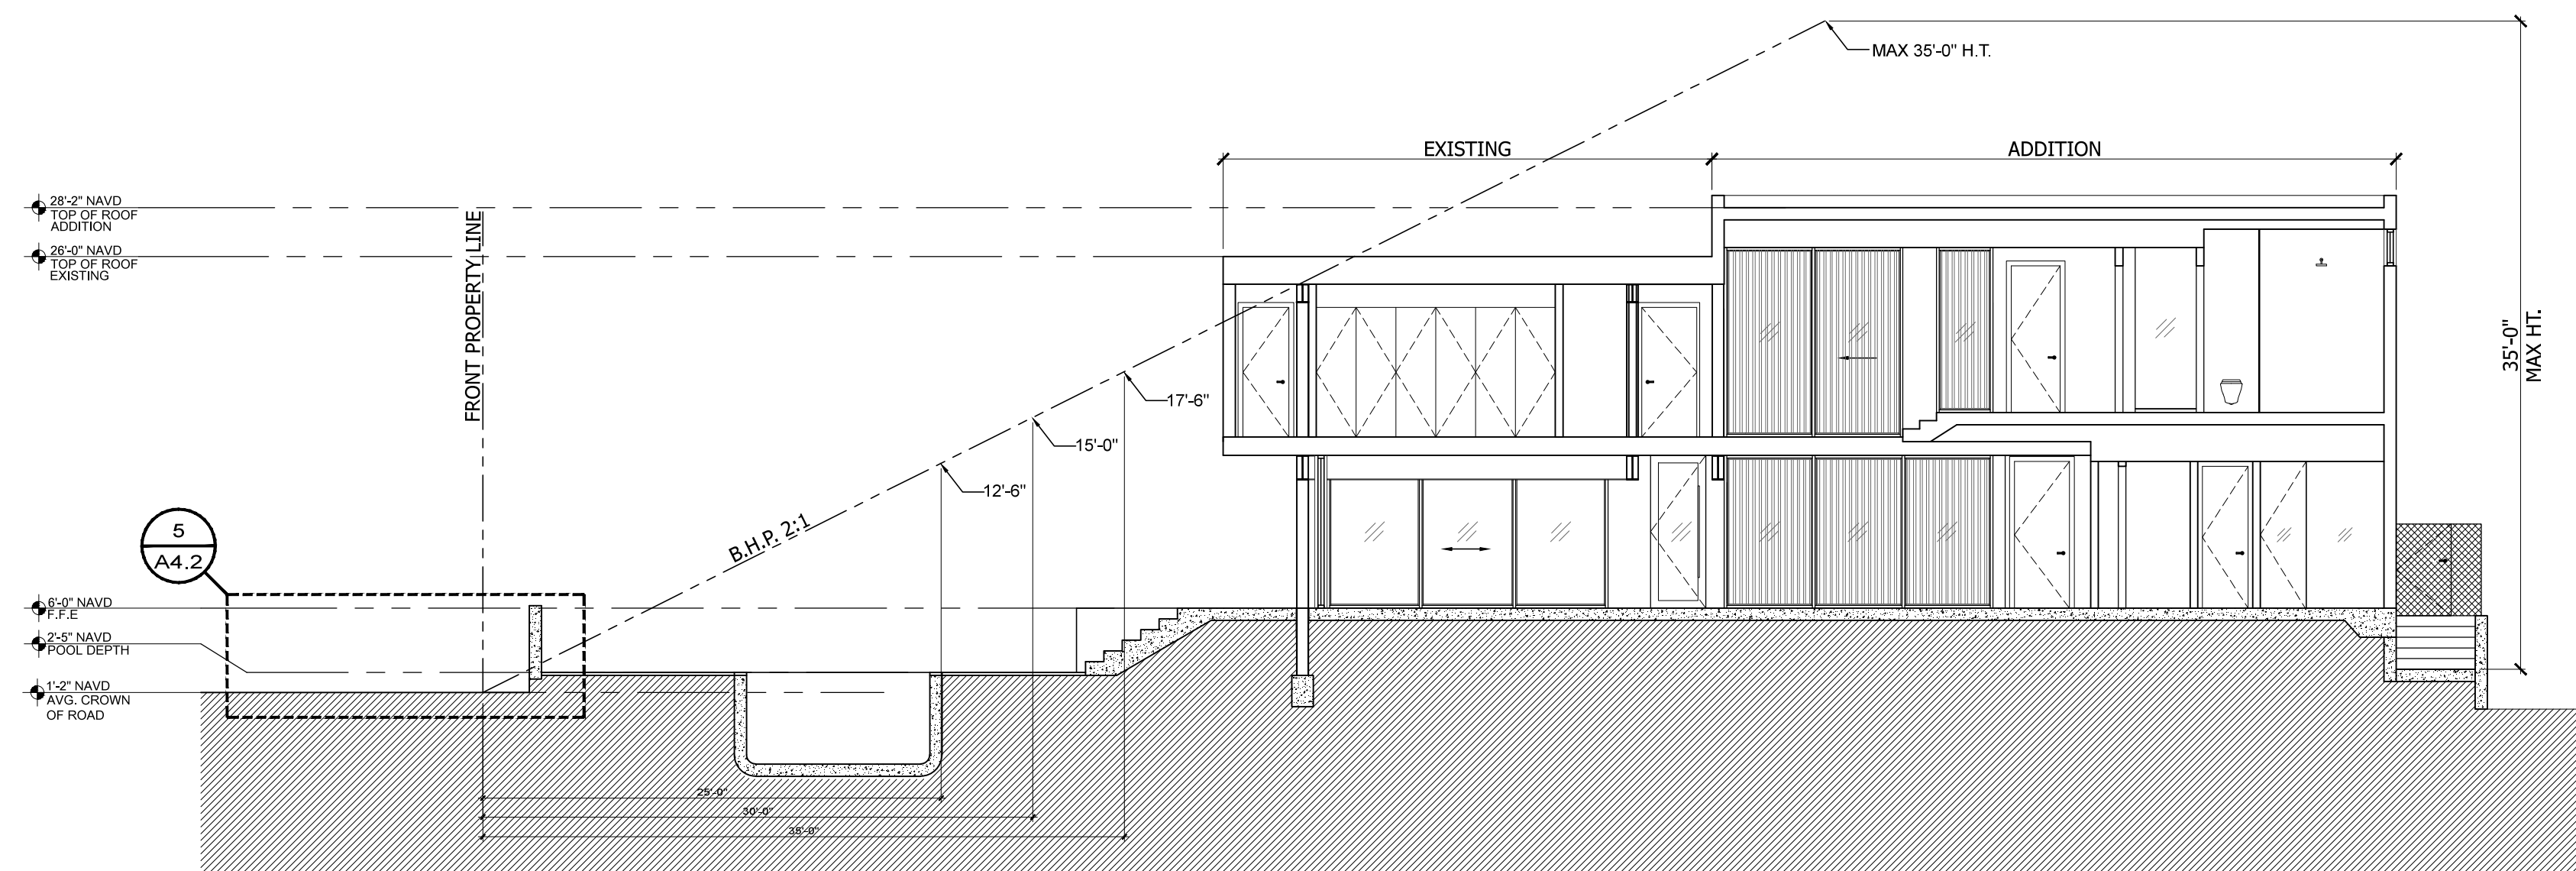 MAX 35'-0" H.T.
EXISTING
ADDITION
28'-2" NAVD
TOP OF ROOF
ADDITION
26'-0" NAVD
TOP OF ROOF
EXISTING
FRONT PROPERTY LINE
35'-0"
MAX HT.
17'-6"
15'-0"
12'-6"
B.H.P. 2:1
5
A4.2
6'-0" NAVD
F.F.E
2'-5" NAVD
POOL DEPTH
1'-2" NAVD
AVG. CROWN
OF ROAD
25'-0"
30'-0"
35'-0"